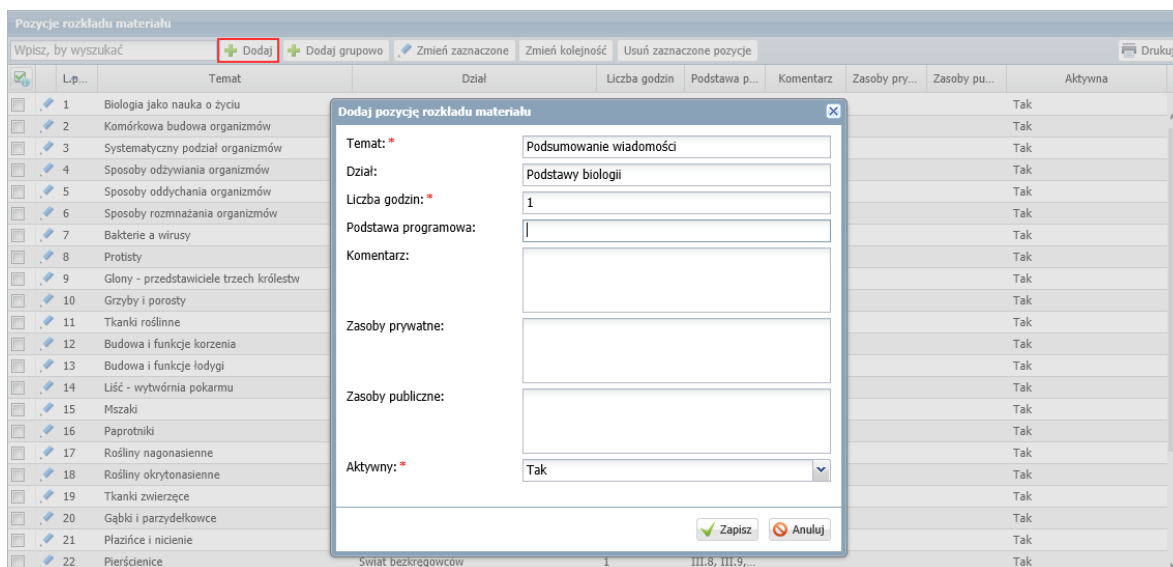 Pozycje rozkładu materiału
Wpisz, by wyszukać Dodaj Dodaj grupowo Zmień zaznaczone Zmień kolejność Usuń zaznaczone pozycje Drukuj
L.p... Temat Dział Liczba godzin Podstawa p... Komentarz Zasoby pry... Zasoby pu... Aktywna
1 Biologia jako nauka o życiu Tak
2 Komórkowa budowa organizmów Tak
3 Systematyczny podział organizmów Tak
4 Sposoby odżywiania organizmów Tak
5 Sposoby oddychania organizmów Tak
6 Sposoby rozmnażania organizmów Tak
7 Bakterie a wirusy Tak
8 Protisty Tak
9 Glony - przedstawiciele trzech królestw Tak
10 Grzyby i porosty Tak
11 Tkanki roślinne Tak
12 Budowa i funkcje korzenia Tak
13 Budowa i funkcje łodygi Tak
14 Liść - wytwórnia pokarmu Tak
15 Mszaki Tak
16 Paprotniki Tak
17 Rośliny nagonasienne Tak
18 Rośliny okrytonasienne Tak
19 Tkanki zwierzęce Tak
20 Gąbki i parzydełkowce Tak
21 Płazińce i nicienie Tak
22 Pierścienice Świat bezkręgowców 1 III.8, III.9,... Tak
Dodaj pozycję rozkładu materiału
Temat: * Podsumowanie wiadomości
Dział: Podstawy biologii
Liczba godzin: * 1
Podstawa programowa:
Komentarz:
Zasoby prywatne:
Zasoby publiczne:
Aktywny: * Tak
Zapisz Anuluj